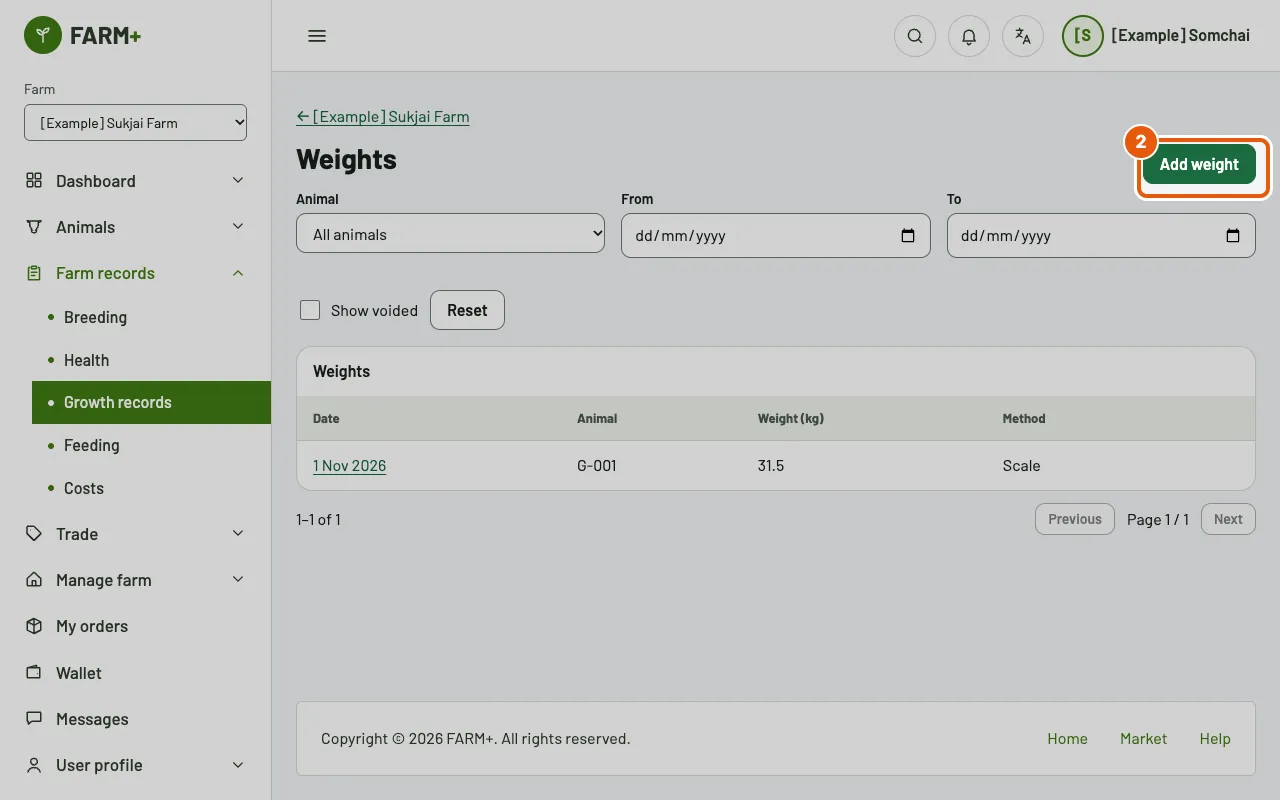 FARM+
Farm
[Example] Sukjai Farm
Dashboard
Animals
Farm records
Breeding
Health
Growth records
Feeding
Costs
Trade
Manage farm
My orders
Wallet
Messages
User profile
[S
[Example] Somchai
← [Example] Sukjai Farm
Weights
2
Add weight
Animal
From
To
All animals
dd/mm/yyyy
dd/mm/yyyy
Show voided
Reset
Weights
Date
Animal
Weight (kg)
Method
1 Nov 2026
G-001
31.5
Scale
1–1 of 1
Previous
Page 1 / 1
Next
Copyright © 2026 FARM+. All rights reserved.
Home
Market
Help